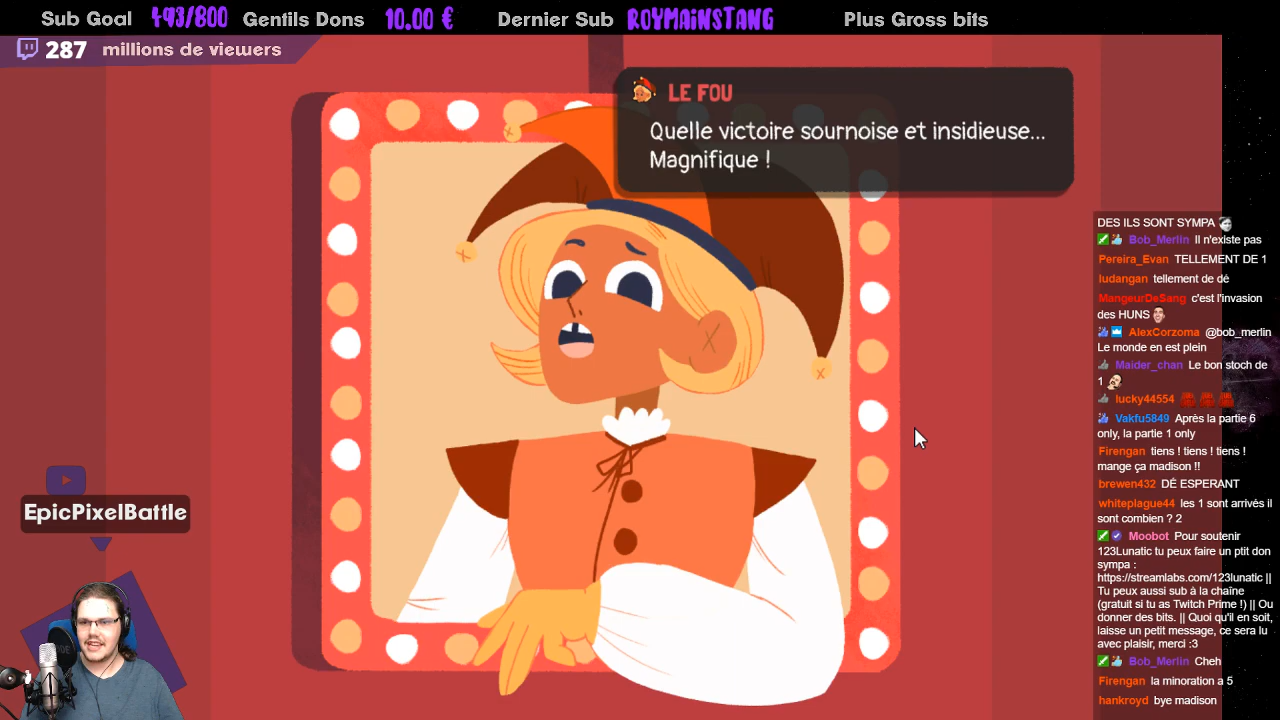 Sub Goal 493/800 Gentils Dons 10.00 € Dernier Sub ROYMAINSTANG Plus Gross bits
287 millions de viewers
LE FOU
Quelle victoire sournoise et insidieuse...
Magnifique !
EpicPixelBattle
DES ILS SONT SYMPA
Bob_Merlin Il n'existe pas
Pereira_Evan TELLEMENT DE 1
ludangan tellement de dé
MangeurDeSang c'est l'invasion
des HUNS
AlexCorzoma @bob_merlin
Le monde en est plein
Maider_chan Le bon stoch de
1
lucky44554
Vakfu5849 Après la partie 6
only, la partie 1 only
Firengan tiens ! tiens ! tiens !
mange ça madison !!
brewen432 DÉ ESPERANT
whiteplague44 les 1 sont arrivés il
sont combien ? 2
Moobot Pour soutenir
123Lunatic tu peux faire un ptit don
sympa :
https://streamlabs.com/123lunatic ||
Tu peux aussi sub à la chaîne
(gratuit si tu as Twitch Prime !) || Ou
donner des bits. || Quoi qu'il en soit,
laisse un petit message, ce sera lu
avec plaisir, merci :3
Bob_Merlin Cheh
Firengan la minoration a 5
hankroyd bye madison